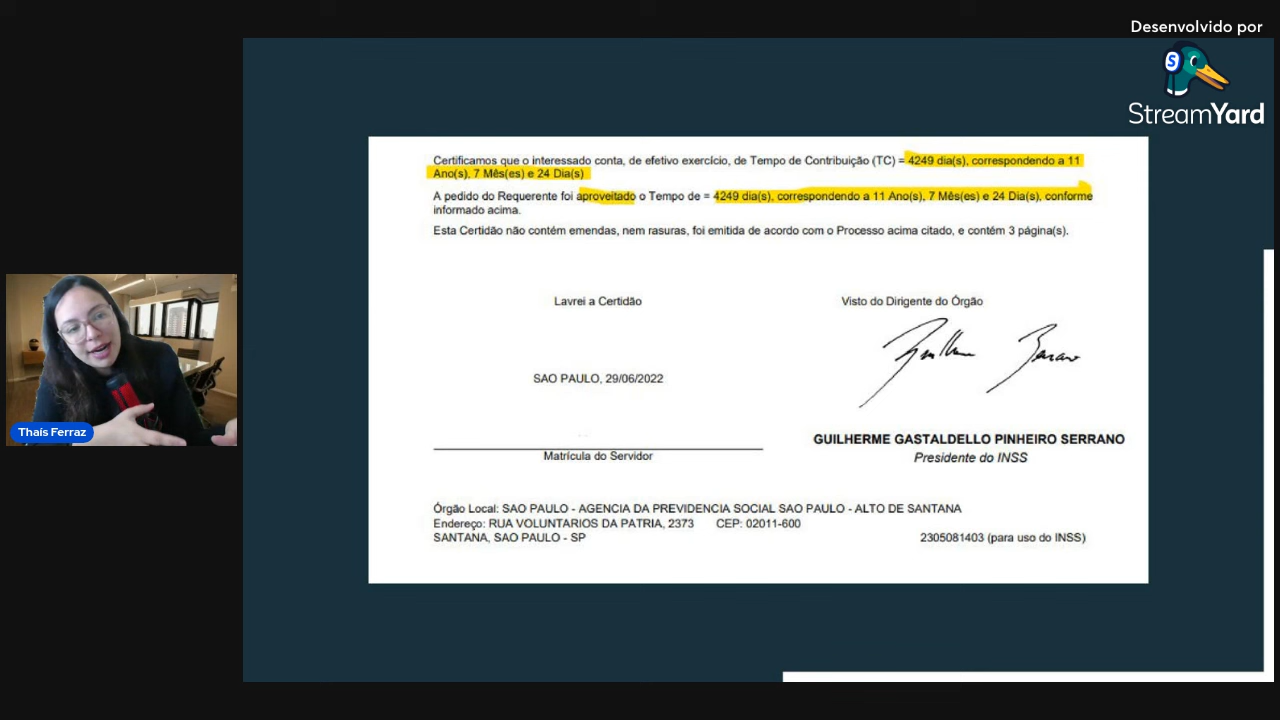 Desenvolvido por
StreamYard
Certificamos que o interessado conta, de efetivo exercício, de Tempo de Contribuição (TC) = 4249 dia(s), correspondendo a 11
Ano(s), 7 Mês(es) e 24 Dia(s)
A pedido do Requerente foi aproveitado o Tempo de = 4249 dia(s), correspondendo a 11 Ano(s), 7 Mês(es) e 24 Dia(s), conforme
informado acima.
Esta Certidão não contém emendas, nem rasuras, foi emitida de acordo com o Processo acima citado, e contém 3 página(s).
Lavrei a Certidão
Visto do Dirigente do Órgão
SAO PAULO, 29/06/2022
GUILHERME GASTALDELLO PINHEIRO SERRANO
Presidente do INSS
Matrícula do Servidor
Órgão Local: SAO PAULO - AGENCIA DA PREVIDENCIA SOCIAL SAO PAULO - ALTO DE SANTANA
Endereço: RUA VOLUNTARIOS DA PATRIA, 2373 CEP: 02011-600
SANTANA, SAO PAULO - SP
2305081403 (para uso do INSS)
Thaís Ferraz